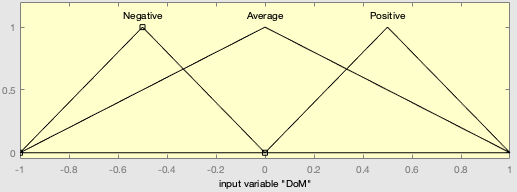 Negative Average Positive
1
0.5
0
-1 -0.8 -0.6 -0.4 -0.2 0 0.2 0.4 0.6 0.8 1
input variable "DoM"